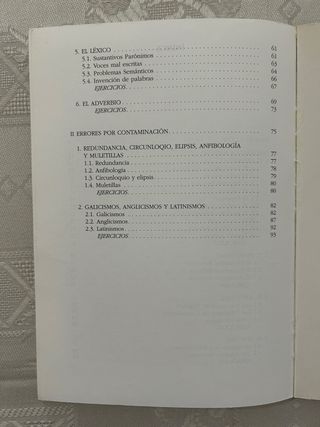 5. EL LÉXICO 61
5.1. Sustantivos Parónimos 61
5.2. Voces mal escritas 63
5.3. Problemas Semánticos 64
5.4. Invención de palabras 66
EJERCICIOS 67
6. EL ADVERBIO 69
EJERCICIOS 73
II ERRORES POR CONTAMINACIÓN 75
1. REDUNDANCIA, CIRCUNLOQIO, ELIPSIS, ANFIBOLOGÍA
Y MULETILLAS 77
1.1. Redundancia 77
1.2. Anfibología 78
1.3. Circunloquio y elipsis 79
1.4. Muletillas 80
EJERCICIOS 80
2. GALICISMOS, ANGLICISMOS Y LATINISMOS 82
2.1. Galicismos 82
2.2. Anglicismos 87
2.3. Latinismos 92
EJERCICIOS 93